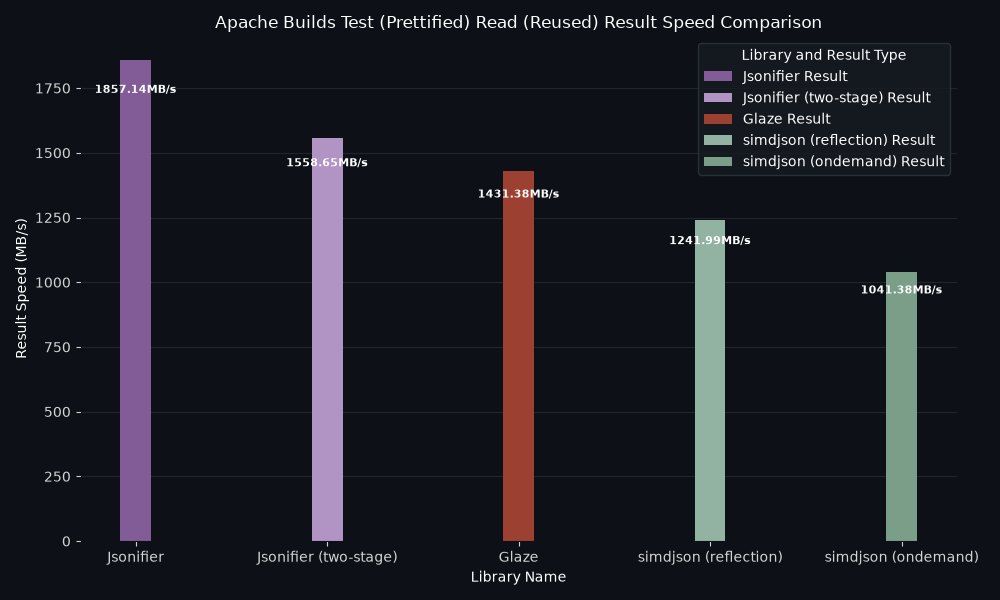 Apache Builds Test (Prettified) Read (Reused) Result Speed Comparison
Library and Result Type
Jsonifier Result
Jsonifier (two-stage) Result
Glaze Result
simdjson (reflection) Result
simdjson (ondemand) Result
Result Speed (MB/s)
1750
1500
1250
1000
750
500
250
0
1857.14MB/s
1558.65MB/s
1431.38MB/s
1241.99MB/s
1041.38MB/s
Jsonifier
Jsonifier (two-stage)
Glaze
simdjson (reflection)
simdjson (ondemand)
Library Name